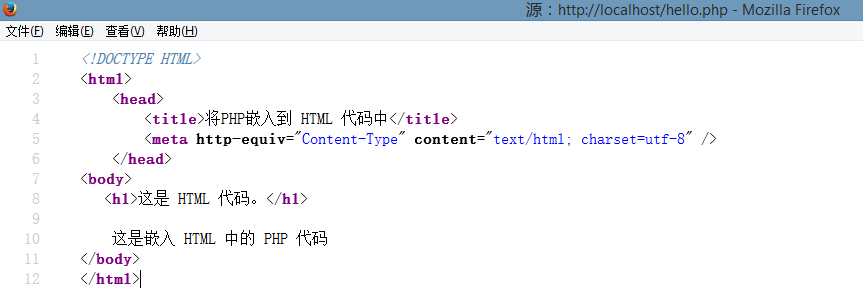 源：http://localhost/hello.php - Mozilla Firefox
文件(F) 编辑(E) 查看(V) 帮助(H)
1 <!DOCTYPE HTML>
2 <html>
3 <head>
4 <title>将PHP嵌入到 HTML 代码中</title>
5 <meta http-equiv="Content-Type" content="text/html; charset=utf-8" />
6 </head>
7 <body>
8 <h1>这是 HTML 代码。</h1>
9
10 这是嵌入 HTML 中的 PHP 代码
11 </body>
12 </html>